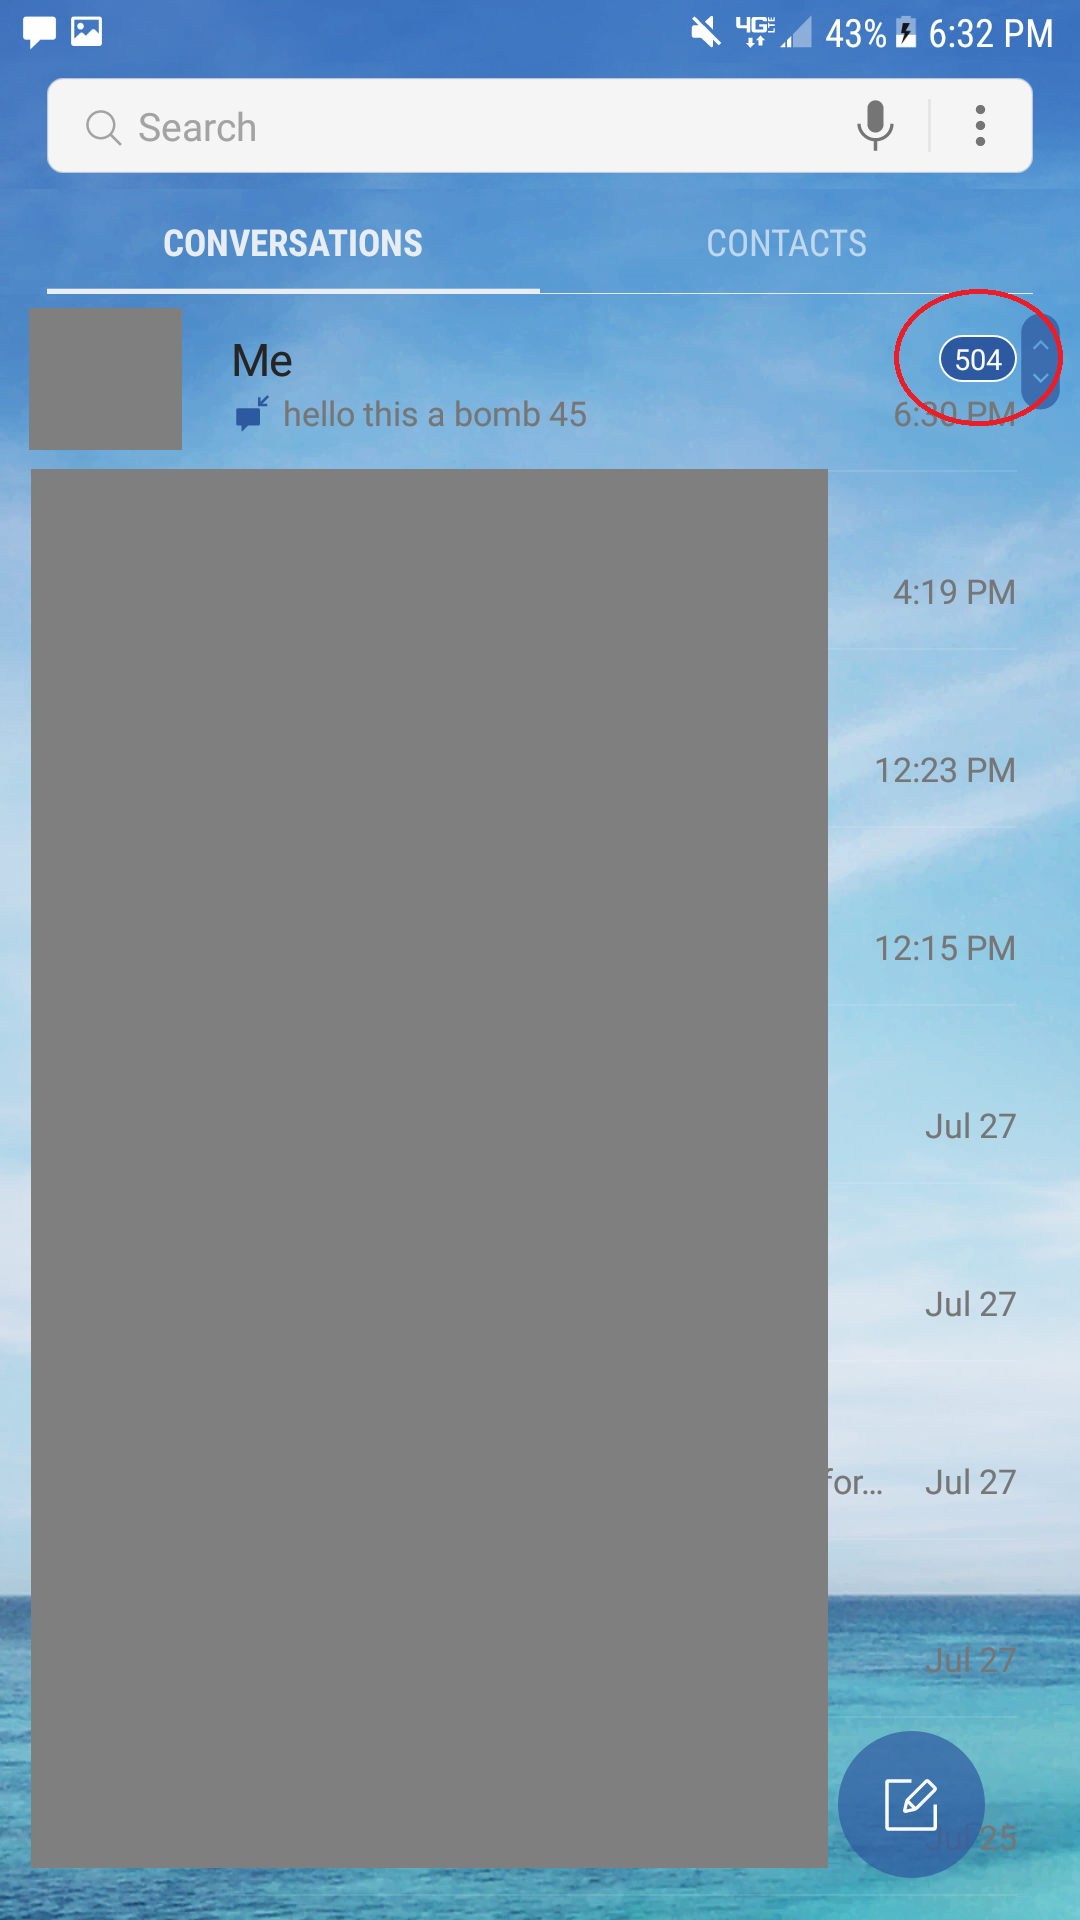 4G LTE 43% 6:32 PM
Search
CONVERSATIONS CONTACTS
Me 504
hello this a bomb 45 6:30 PM
4:19 PM
12:23 PM
12:15 PM
Jul 27
Jul 27
for... Jul 27
Jul 27
Jul 25